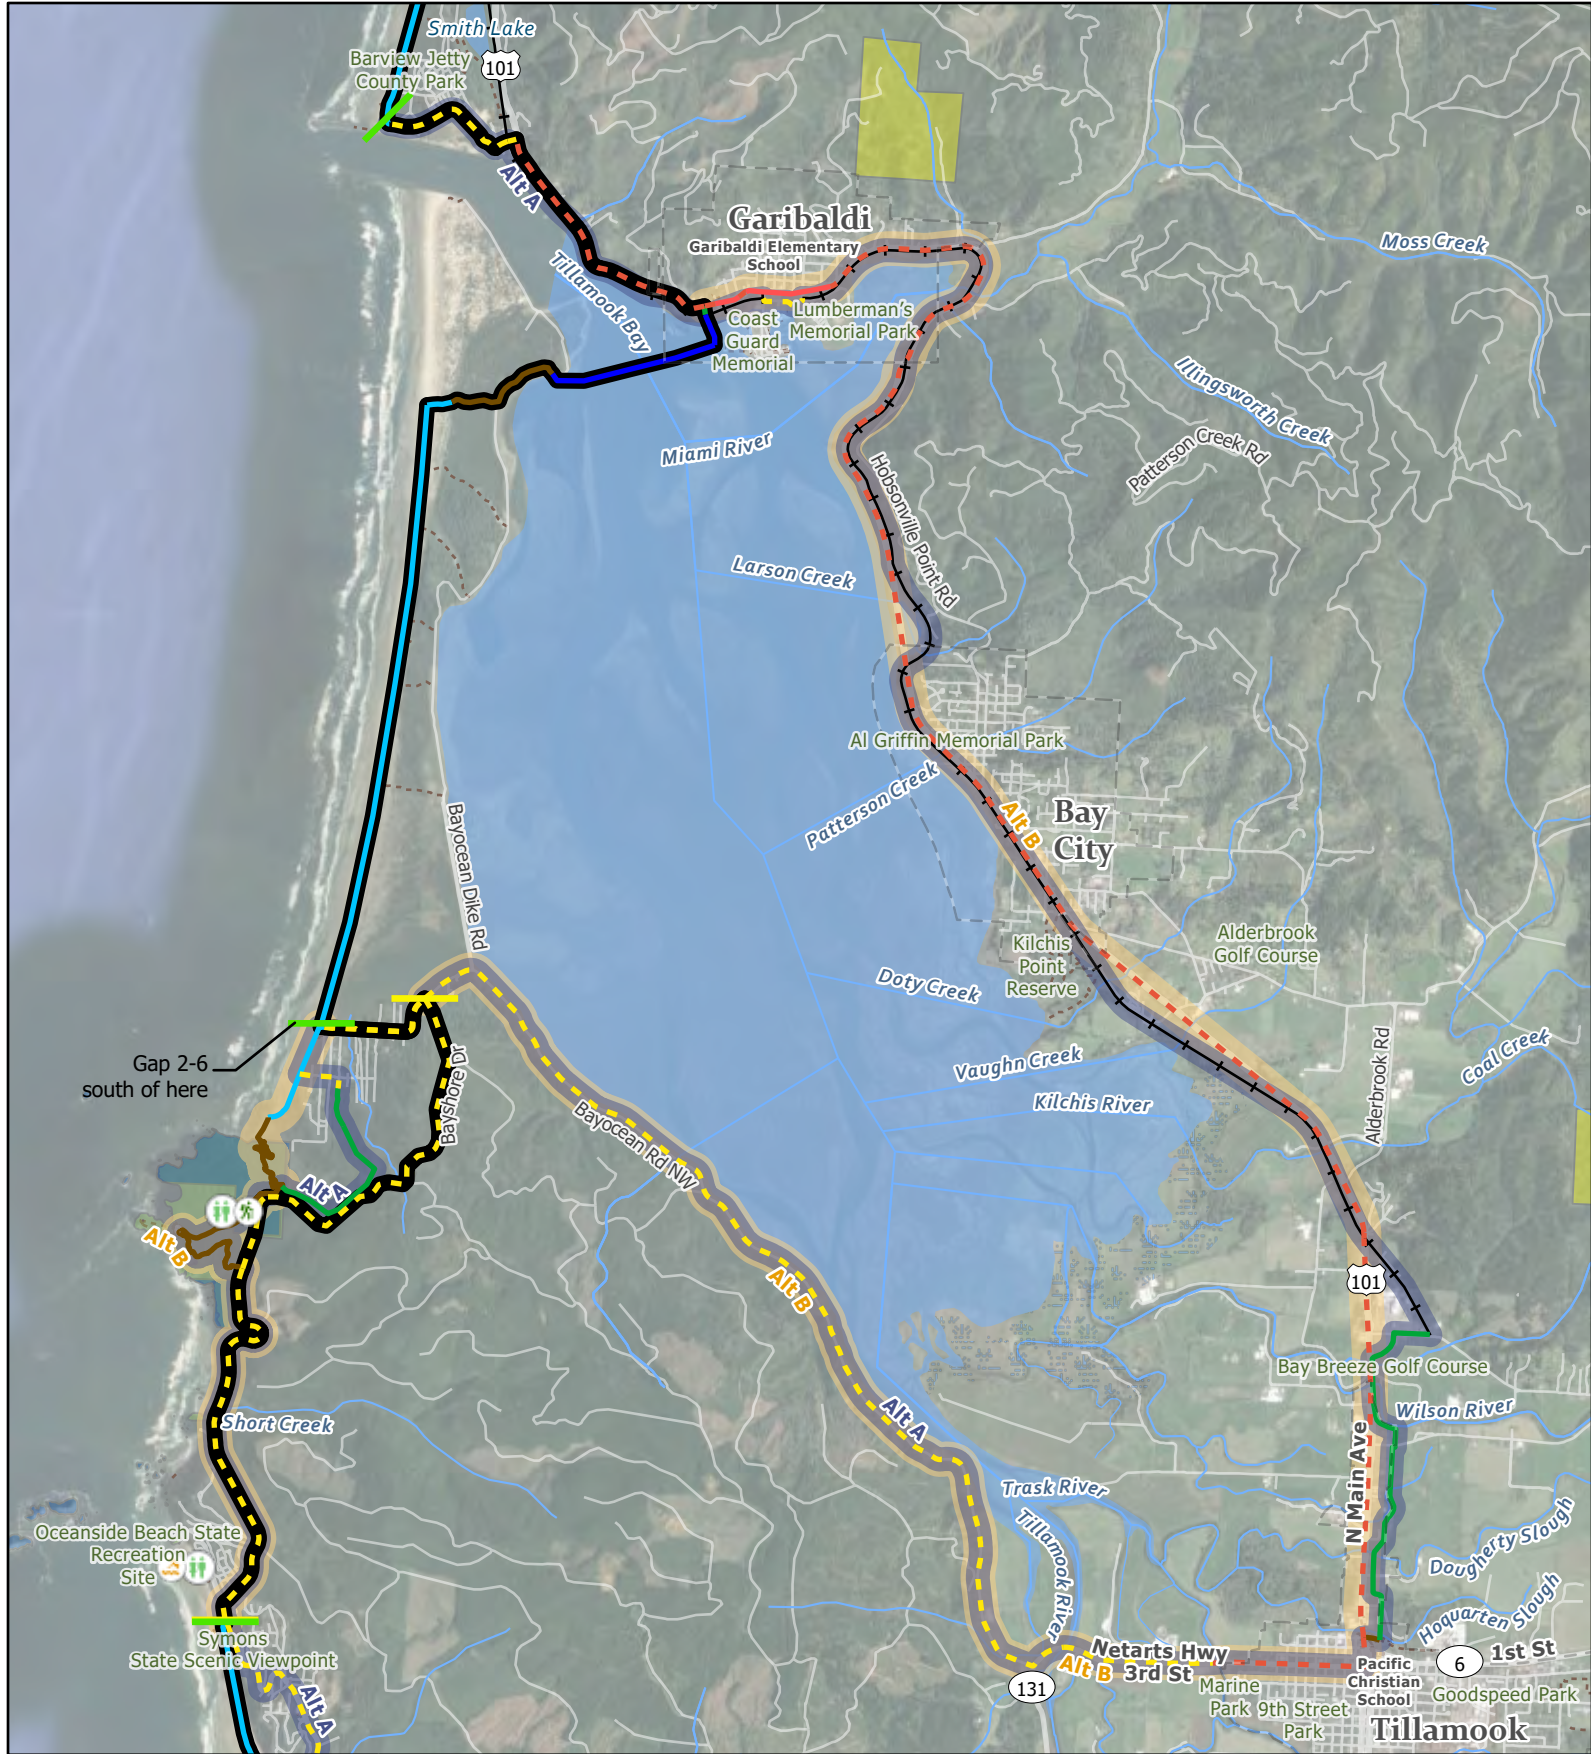 Smith Lake
Barview Jetty
County Park
101
Alt A
Garibaldi
Garibaldi Elementary
School
Moss Creek
Tillamook Bay
Coast
Guard
Memorial
Lumberman's
Memorial Park
Illingsworth Creek
Patterson Creek Rd
Miami River
Hobsonville Point Rd
Larson Creek
Al Griffin Memorial Park
Patterson Creek
Alt B
Bay
City
Bayocean Dike Rd
Alderbrook
Golf Course
Kilchis
Point
Reserve
Doty Creek
Gap 2-6
south of here
Bayshore Dr
Vaughn Creek
Kilchis River
Alderbrook Rd
Coal Creek
Bayocean Rd NW
Alt A
Alt B
Alt B
101
Bay Breeze Golf Course
Short Creek
Alt A
Wilson River
N Main Ave
Trask River
Tillamook River
Dougherty Slough
Hoquarten Slough
Oceanside Beach State
Recreation
Site
Symons
State Scenic Viewpoint
Alt A
Netarts Hwy
3rd St
Alt B
131
6
1st St
Pacific
Christian
School
Marine
Park
9th Street
Park
Goodspeed Park
Tillamook